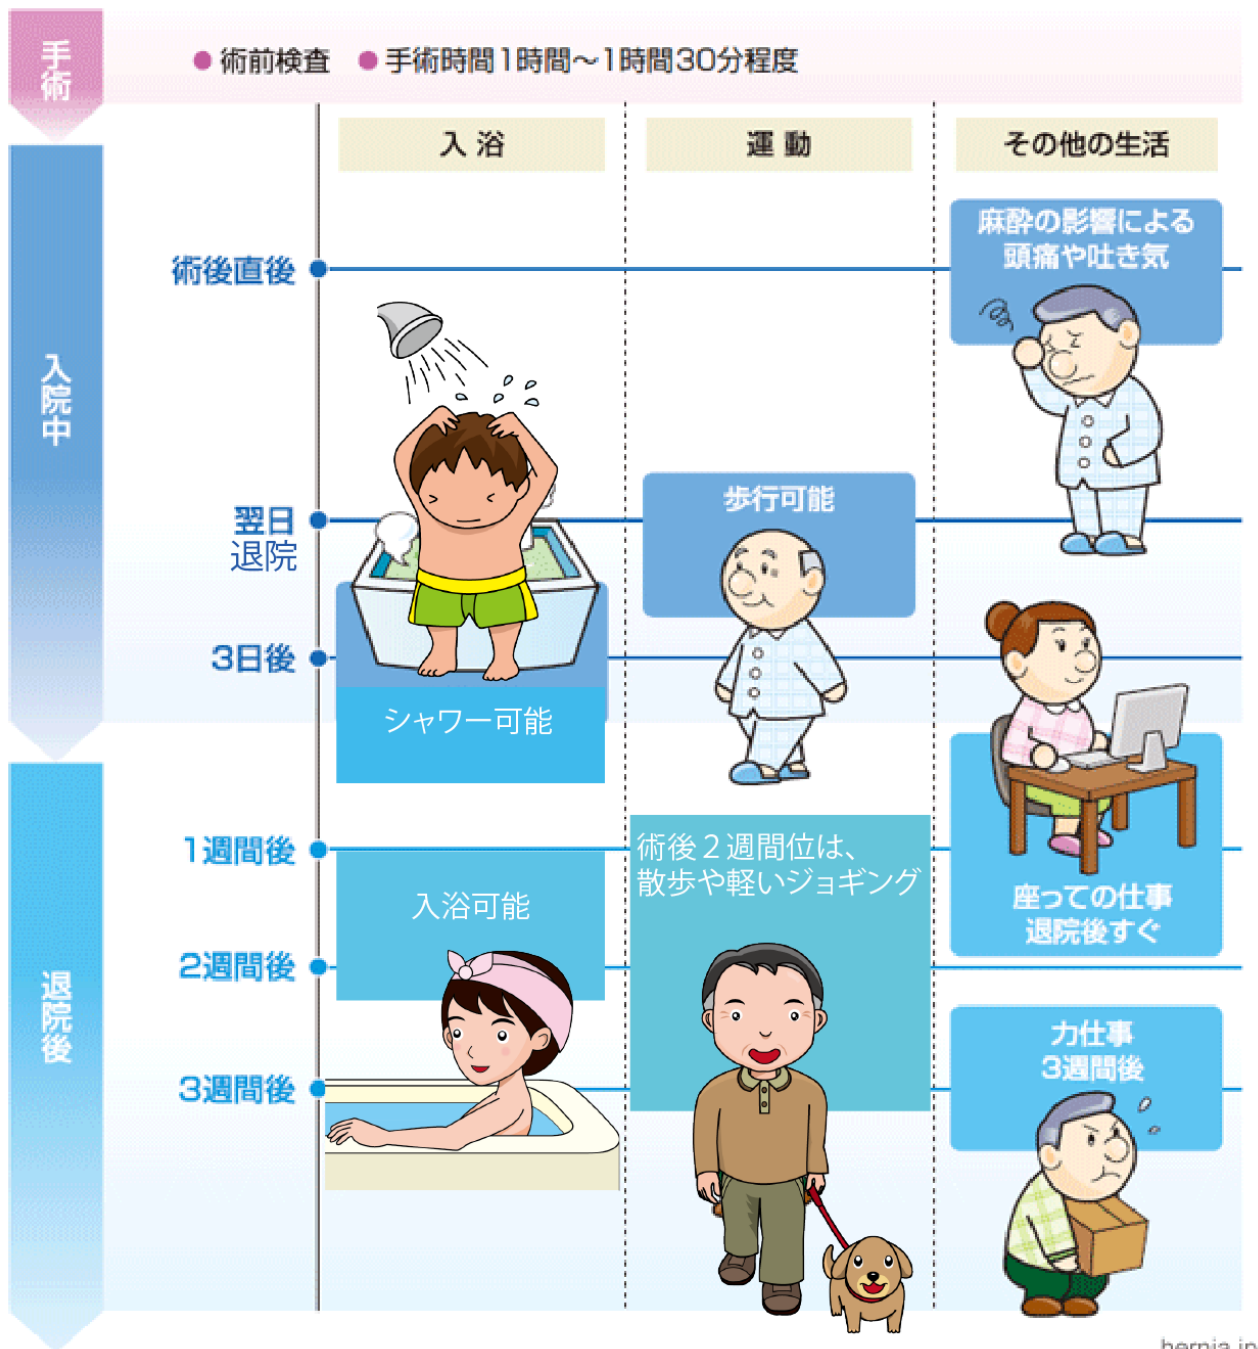 手術
● 術前検査 ● 手術時間1時間～1時間30分程度
入浴
運動
その他の生活
入院中
術後直後
麻酔の影響による
頭痛や吐き気
翌日
退院
歩行可能
3日後
シャワー可能
退院後
1週間後
術後２週間位は、
散歩や軽いジョギング
入浴可能
座っての仕事
退院後すぐ
2週間後
力仕事
3週間後
3週間後